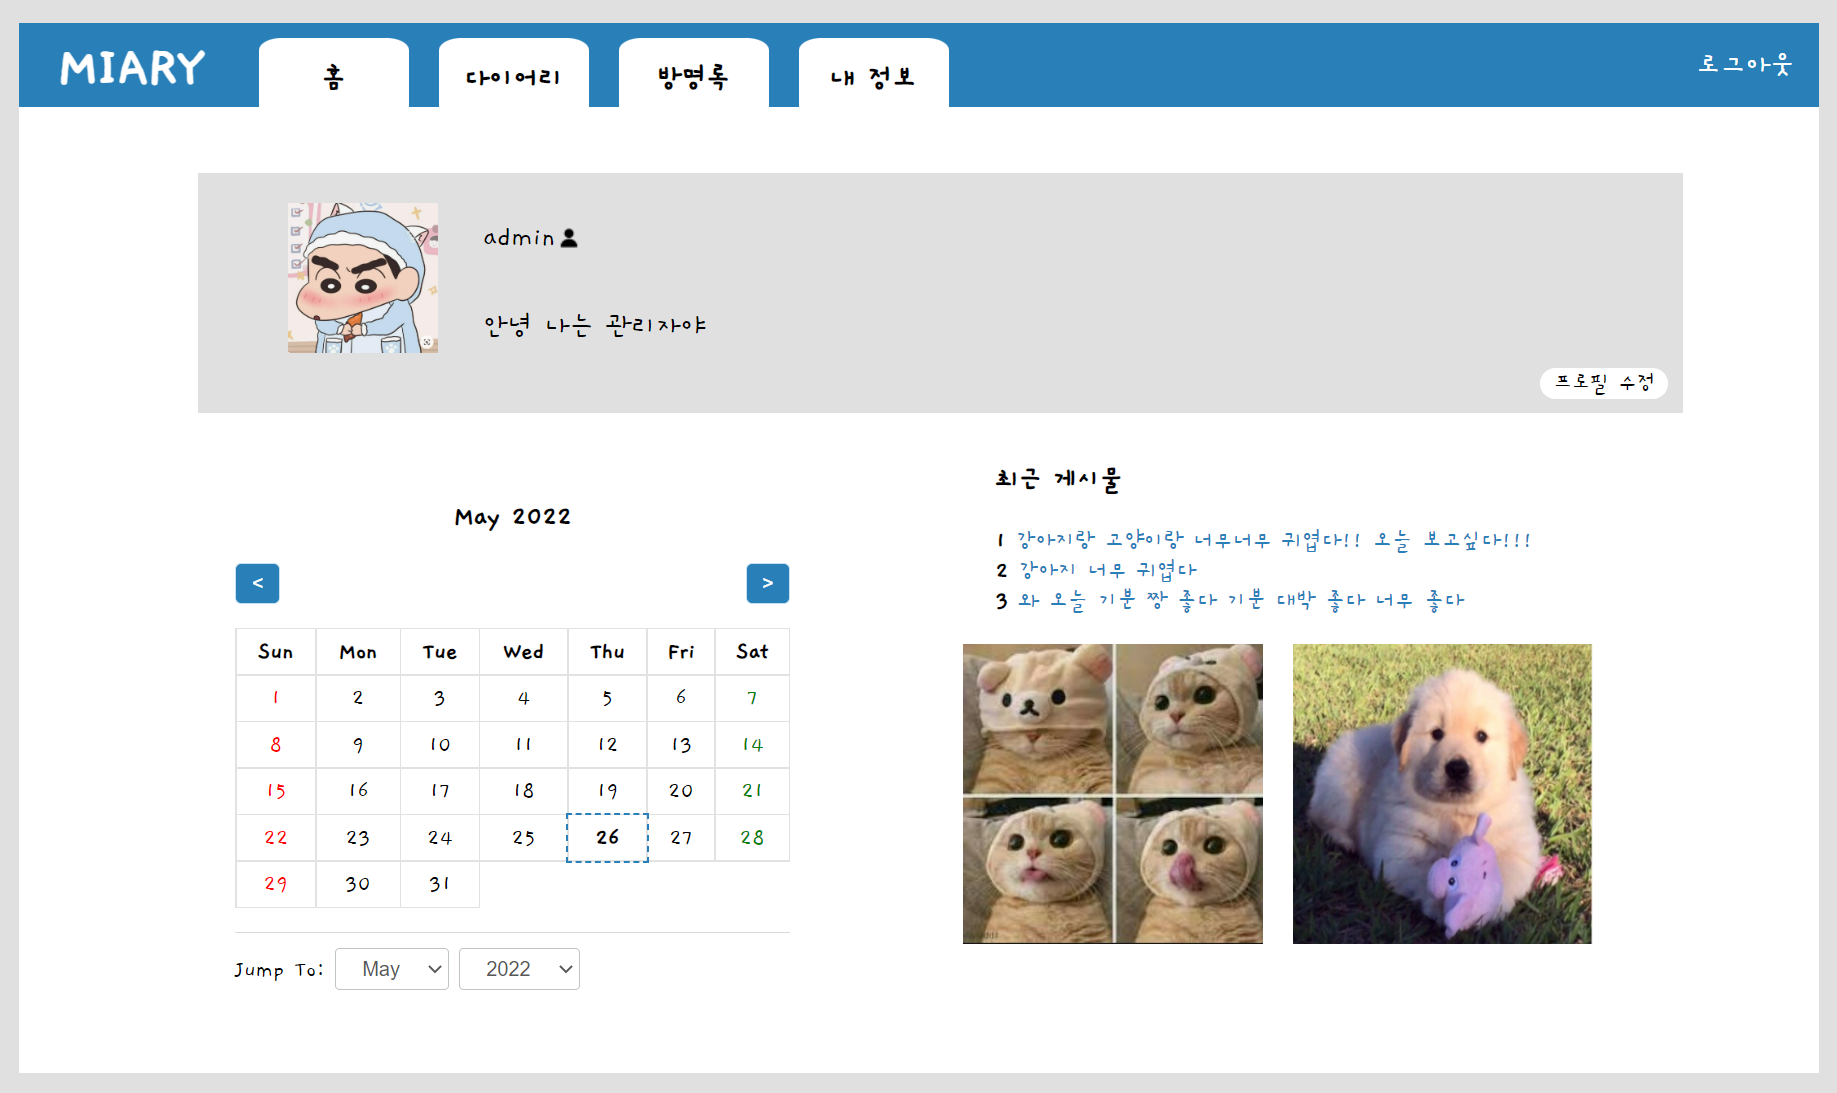 MIARY 홈 다이어리 방명록 내 정보 로그아웃
admin
안녕 나는 관리자야
프로필 수정
May 2022
< >
Sun Mon Tue Wed Thu Fri Sat
1 2 3 4 5 6 7
8 9 10 11 12 13 14
15 16 17 18 19 20 21
22 23 24 25 26 27 28
29 30 31
Jump To: May 2022
최근 게시물
1 강아지랑 고양이랑 너무너무 귀엽다!! 오늘 보고싶다!!!
2 강아지 너무 귀엽다
3 와 오늘 기분 짱 좋다 기분 대박 좋다 너무 좋다